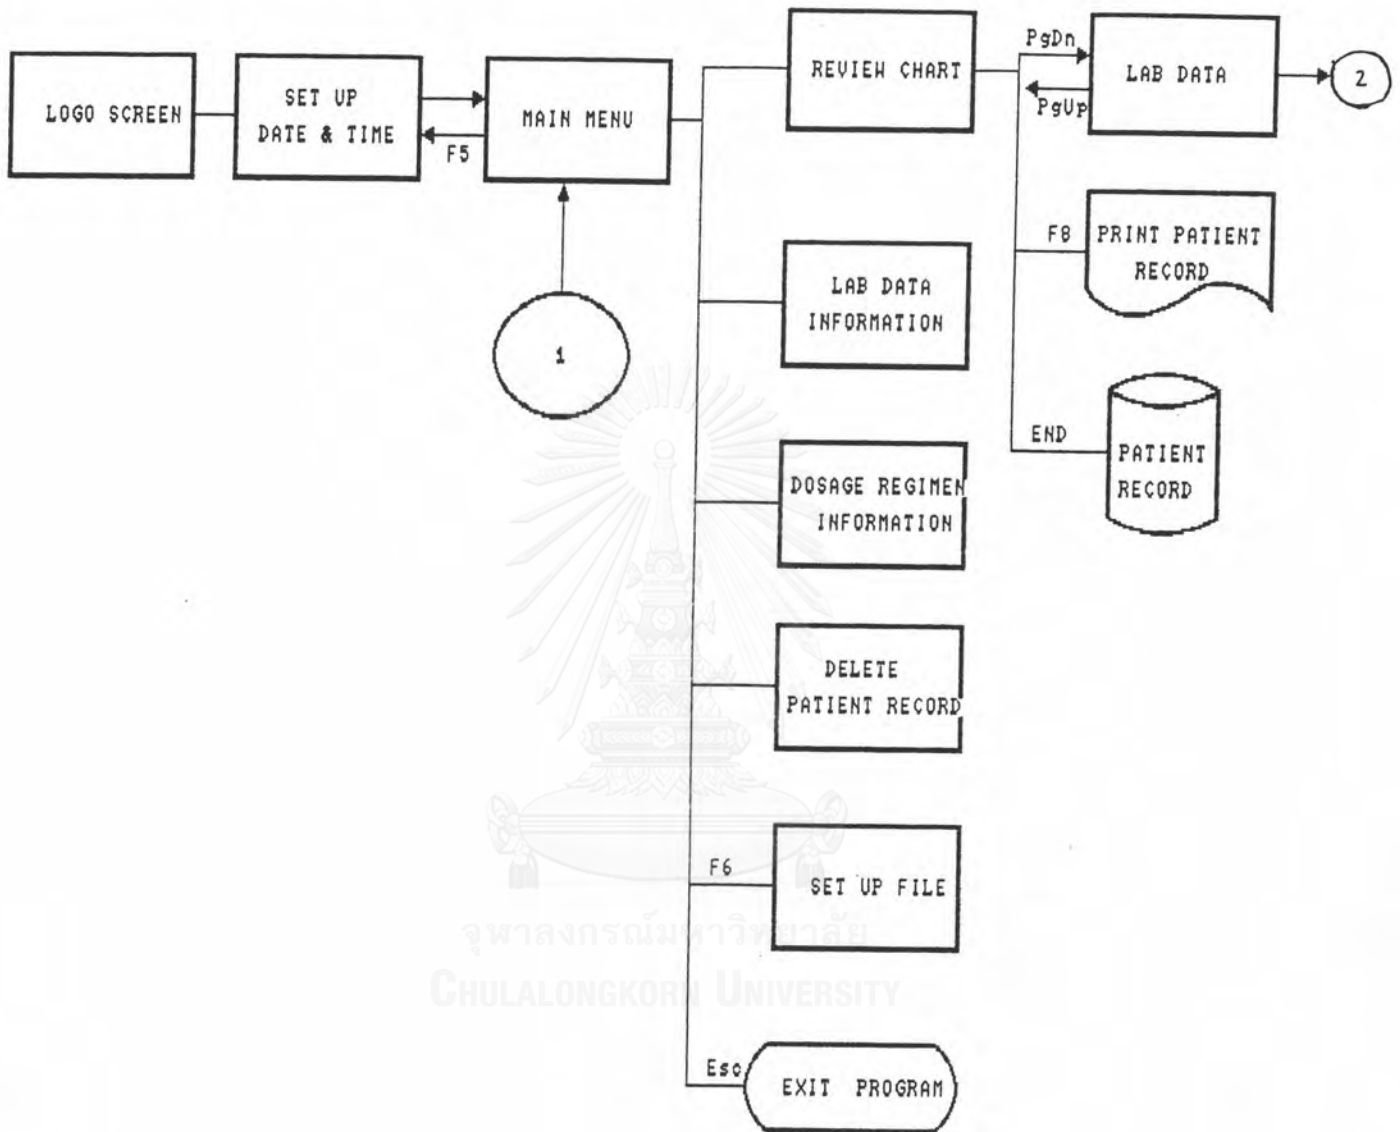 LOGO SCREEN
SET UP
DATE & TIME
F5
MAIN MENU
1
REVIEW CHART
PgDn
PgUp
LAB DATA
2
F8
PRINT PATIENT
RECORD
END
PATIENT
RECORD
LAB DATA
INFORMATION
DOSAGE REGIMEN
INFORMATION
DELETE
PATIENT RECORD
F6
SET UP FILE
Esc
EXIT PROGRAM
จุฬาลงกรณ์มหาวิทยาลัย
CHULALONGKORN UNIVERSITY